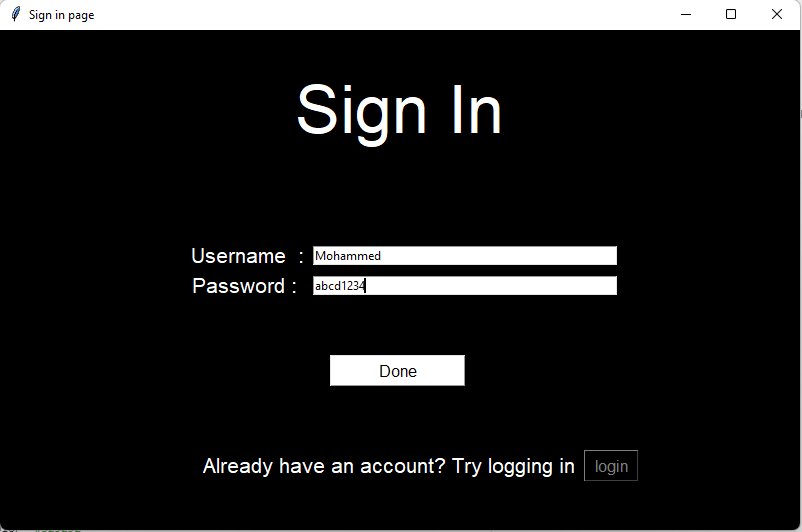 Sign in page
Sign In
Username : Mohammed
Password : abcd1234
Done
Already have an account? Try logging in login